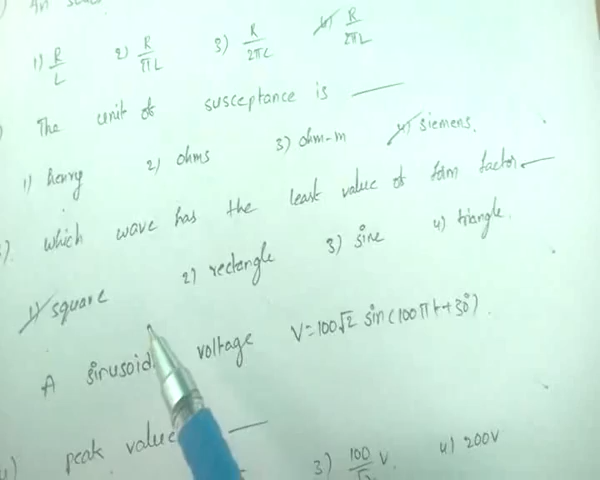 1) R/L 2) R/πL 3) R/2πL 4) R/2πL
The unit of susceptance is
1) henry 2) ohms 3) ohm-m 4) siemens.
which wave has the least value of form factor
1) square 2) rectangle 3) sine 4) triangle.
A sinusoid voltage V=100√2 sin(100πt+30°).
peak value
3) 100 V. 4) 200V